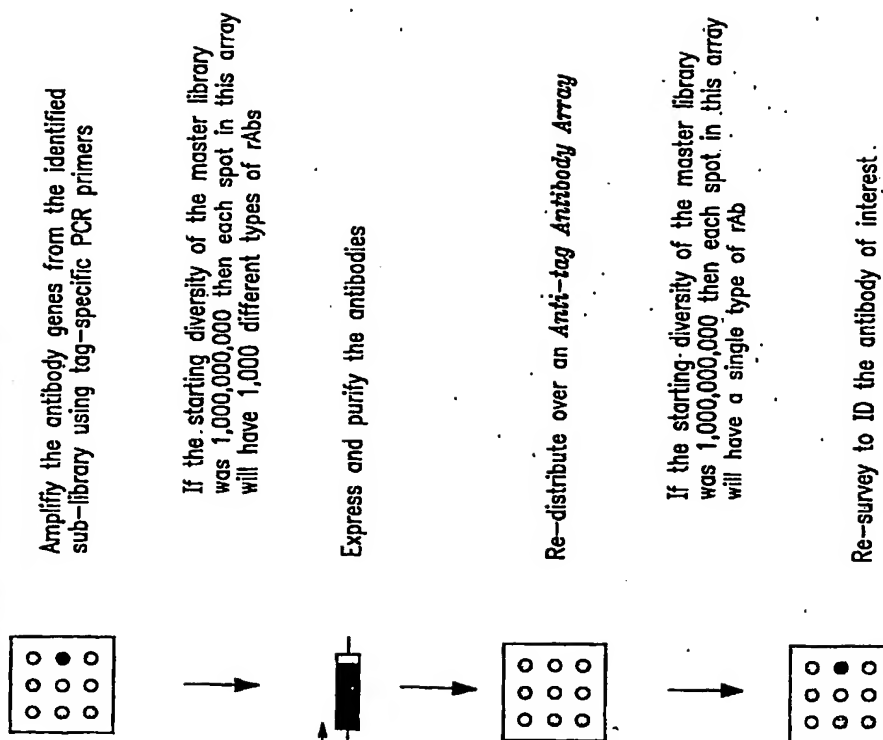 Amplifiy the antibody genes from the identified
sub-library using tag-specific PCR primers
If the starting diversity of the master library
was 1,000,000,000 then each spot in this array
will have 1,000 different types of rAbs
Express and purify the antibodies
Re-distribute over an Anti-tag Antibody Array
If the starting diversity of the master library
was 1,000,000,000 then each spot in this array
will have a single type of rAb
Re-survey to ID the antibody of interest.